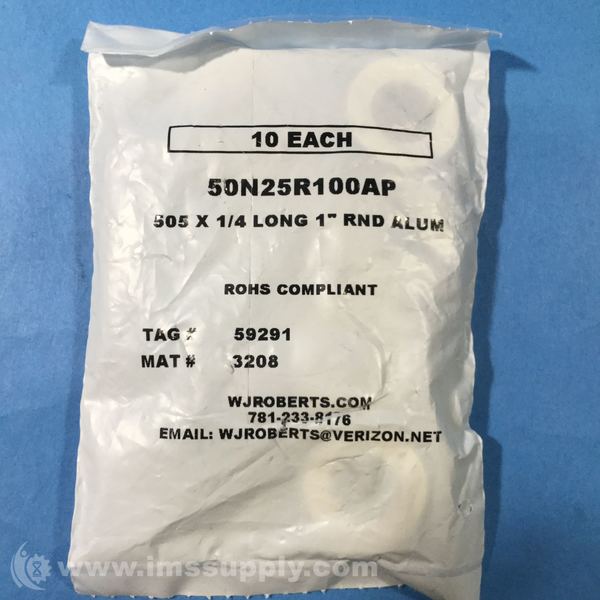 10 EACH
50N25R100AP
505 X 1/4 LONG 1" RND ALUM
ROHS COMPLIANT
TAG # 59291
MAT # 3208
WJROBERTS.COM
781-233-8176
EMAIL: WJROBERTS@VERIZON.NET
www.imssupply.com